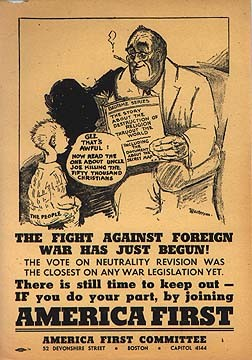 BEDTIME SERIES
THE STORY
ABOUT THE
DESTRUCTION OF
RELIGION
THRUOUT THE
WORLD
INCLUDING
THE
DOCUMENTS
SECRET MAP
GEE
THAT'S
AWFUL!
NOW READ THE
ONE ABOUT UNCLE
JOE KILLING THE
FIFTY THOUSAND
CHRISTIANS
THE PEOPLE
THE FIGHT AGAINST FOREIGN
WAR HAS JUST BEGUN!
THE VOTE ON NEUTRALITY REVISION WAS
THE CLOSEST ON ANY WAR LEGISLATION YET.
There is still time to keep out —
IF you do your part, by joining
AMERICA FIRST
AMERICA FIRST COMMITTEE
52 DEVONSHIRE STREET • BOSTON • CAPITOL 4144